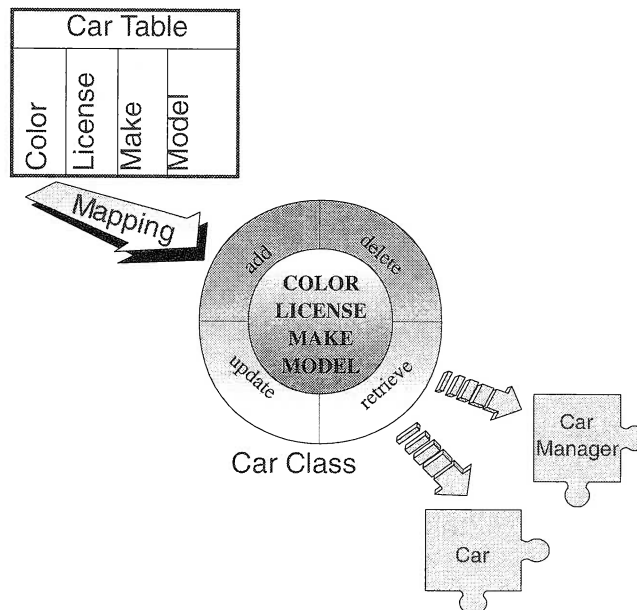 Car Table
Color
License
Make
Model
Mapping
add
delete
COLOR
LICENSE
MAKE
MODEL
update
retrieve
Car Class
Car
Manager
Car